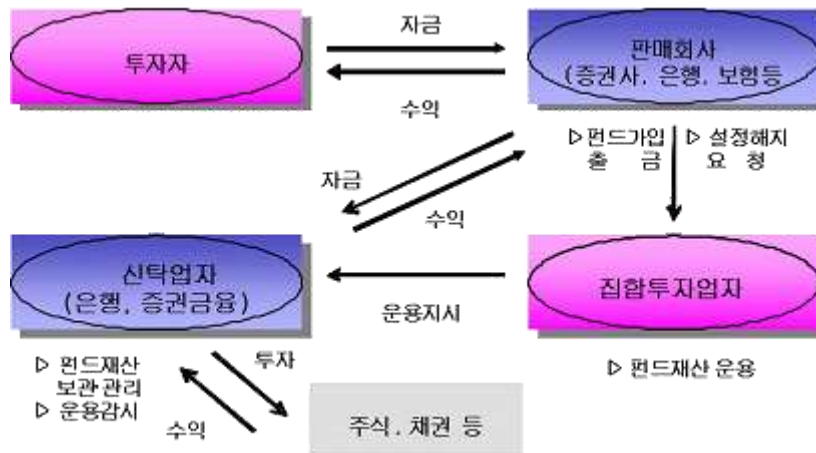 자금
투자자
판매회사
(증권사, 은행, 보험등
수익
▷펀드가입
출 금
▷ 설정해지
요 청
자금
수익
신탁업자
(은행, 증권금융)
집합투자업자
운용지시
▷ 펀드재산
보관·관리
▷ 운용감시
투자
▷ 펀드재산 운용
수익
주식, 채권 등